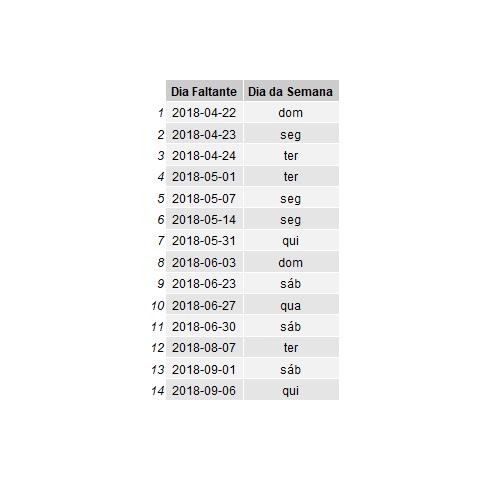 Dia Faltante Dia da Semana
1 2018-04-22 dom
2 2018-04-23 seg
3 2018-04-24 ter
4 2018-05-01 ter
5 2018-05-07 seg
6 2018-05-14 seg
7 2018-05-31 qui
8 2018-06-03 dom
9 2018-06-23 sáb
10 2018-06-27 qua
11 2018-06-30 sáb
12 2018-08-07 ter
13 2018-09-01 sáb
14 2018-09-06 qui